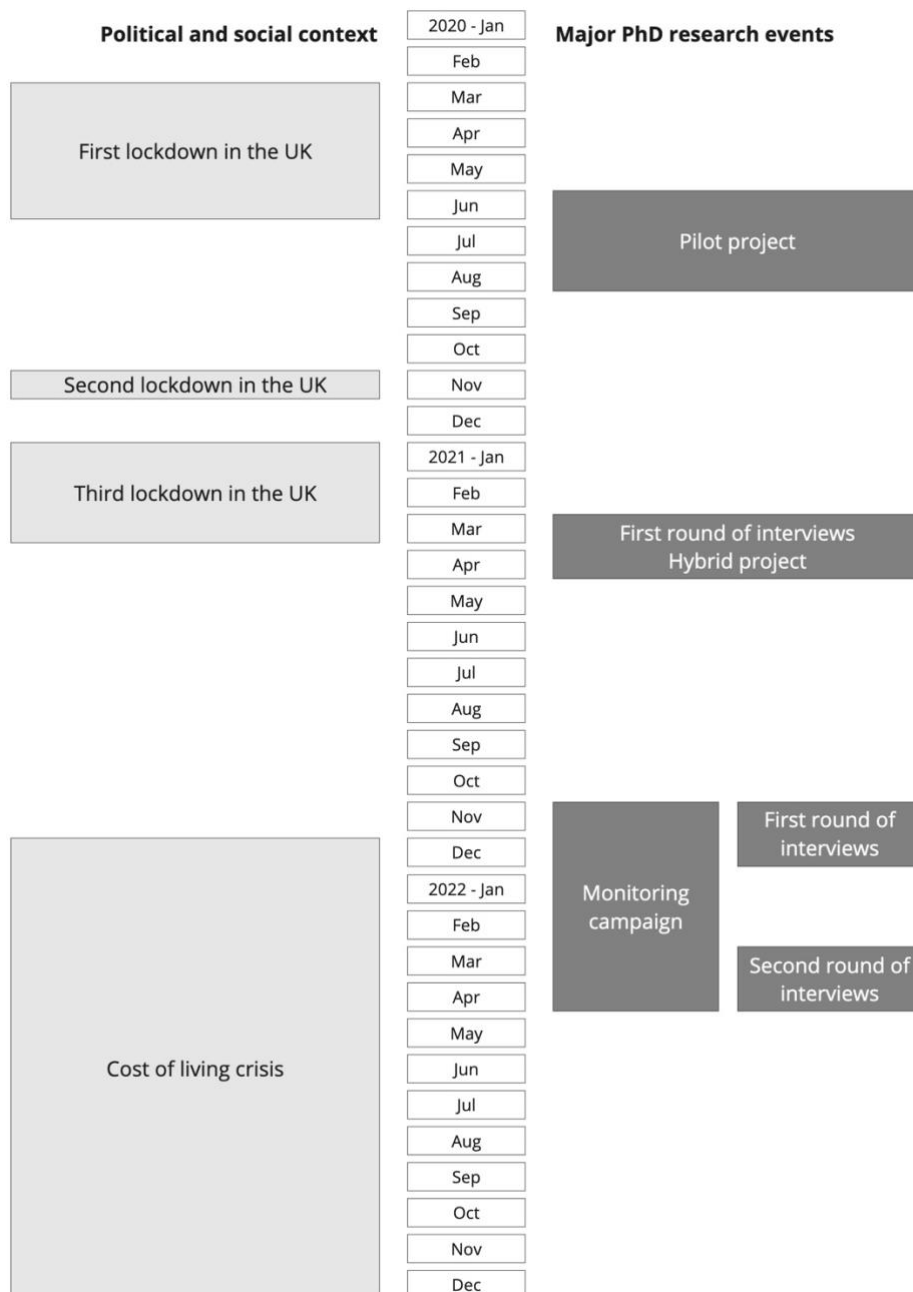 Political and social context
2020 - Jan
Major PhD research events
Feb
Mar
First lockdown in the UK
Apr
May
Jun
Pilot project
Jul
Aug
Sep
Oct
Second lockdown in the UK
Nov
Dec
2021 - Jan
Third lockdown in the UK
Feb
Mar
First round of interviews
Hybrid project
Apr
May
Jun
Jul
Aug
Sep
Oct
Nov
First round of
interviews
Dec
2022 - Jan
Monitoring
campaign
Feb
Mar
Second round of
interviews
Apr
May
Cost of living crisis
Jun
Jul
Aug
Sep
Oct
Nov
Dec